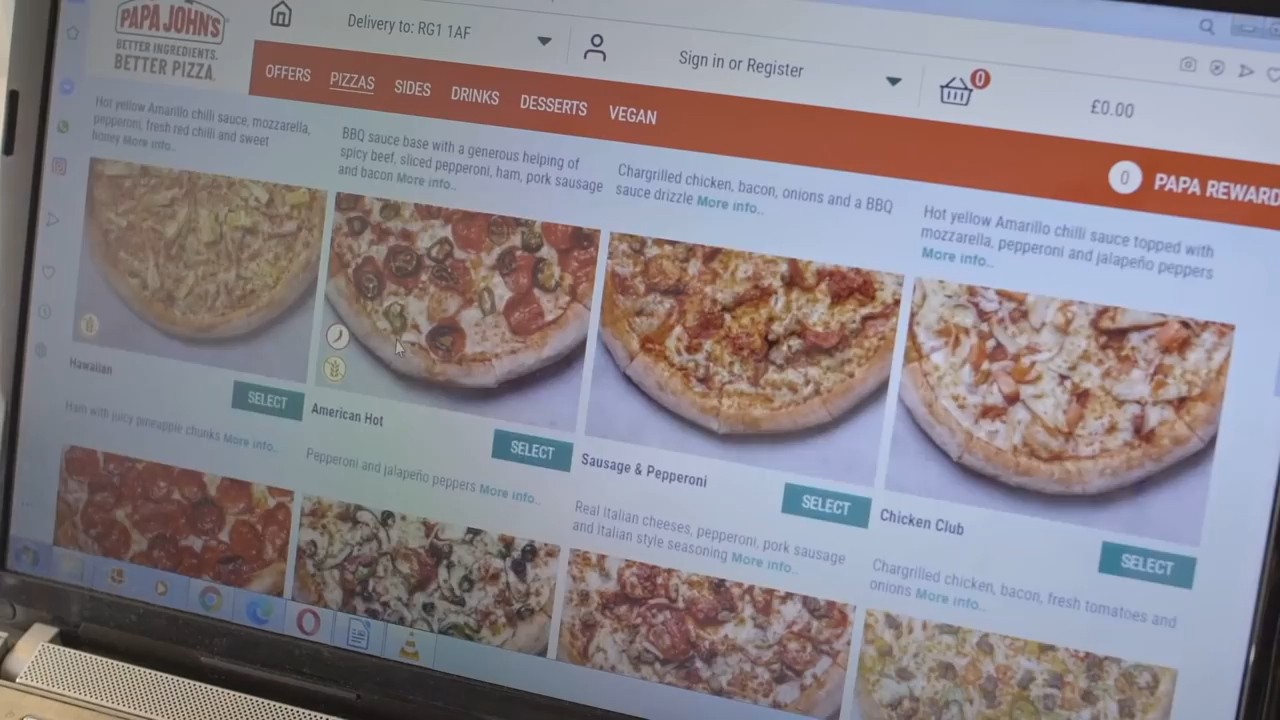 PAPA JOHN'S
BETTER INGREDIENTS.
BETTER PIZZA.
Delivery to: RG1 1AF
Sign in or Register
0
£0.00
OFFERS PIZZAS SIDES DRINKS DESSERTS VEGAN
0 PAPA REWARD
Hot yellow Amarillo chilli sauce, mozzarella,
pepperoni, fresh red chilli and sweet
honey More info..
BBQ sauce base with a generous helping of
spicy beef, sliced pepperoni, ham, pork sausage
and bacon More info..
Chargrilled chicken, bacon, onions and a BBQ
sauce drizzle More info..
Hot yellow Amarillo chilli sauce topped with
mozzarella, pepperoni and jalapeño peppers
More info..
Hawaiian
SELECT
Ham with juicy pineapple chunks More info..
American Hot
SELECT
Pepperoni and jalapeño peppers More info..
Sausage & Pepperoni
SELECT
Real Italian cheeses, pepperoni, pork sausage
and Italian style seasoning More info..
Chicken Club
SELECT
Chargrilled chicken, bacon, fresh tomatoes and
onions More info..